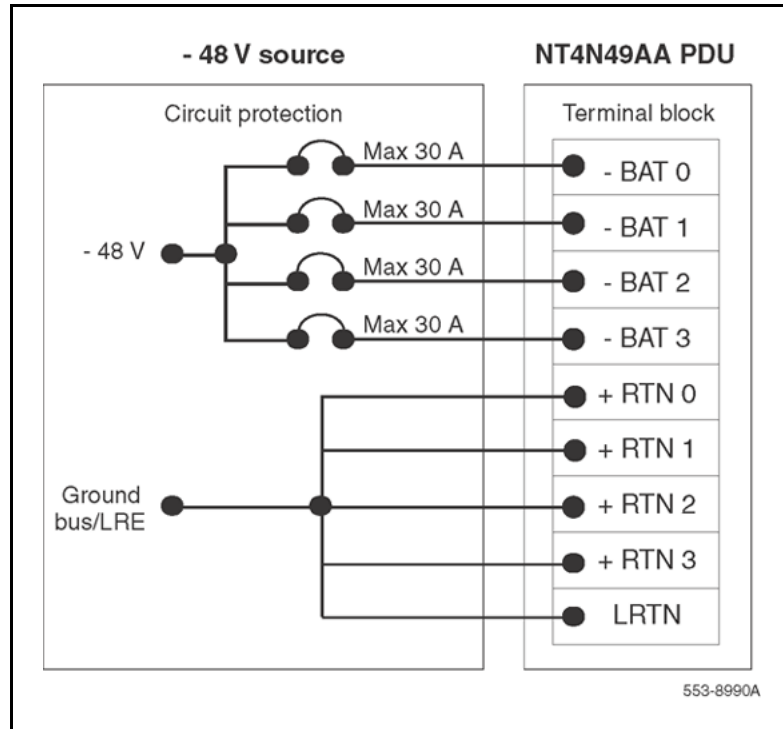 - 48 V source
NT4N49AA PDU
Circuit protection
Terminal block
Max 30 A
- BAT 0
Max 30 A
- BAT 1
- 48 V
Max 30 A
- BAT 2
Max 30 A
- BAT 3
+ RTN 0
+ RTN 1
Ground
bus/LRE
+ RTN 2
+ RTN 3
LRTN
553-8990A